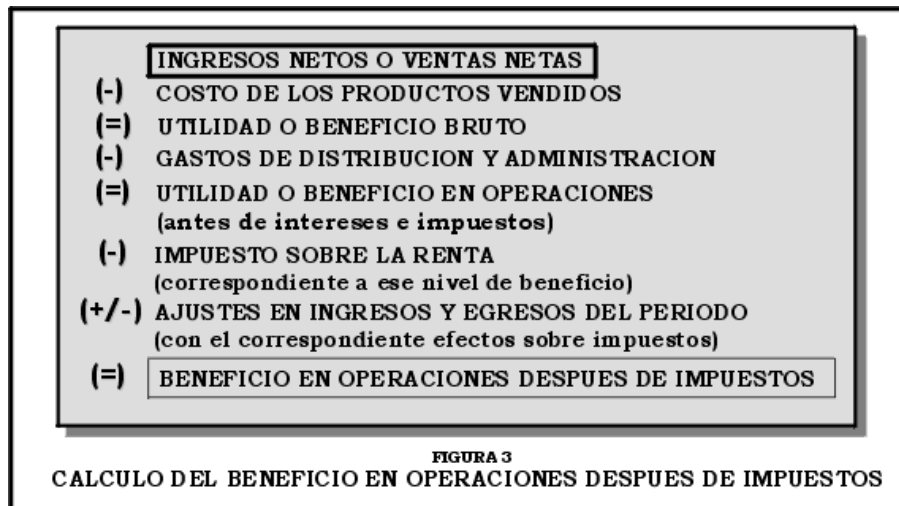 INGRESOS NETOS O VENTAS NETAS
(-) COSTO DE LOS PRODUCTOS VENDIDOS
(=) UTILIDAD O BENEFICIO BRUTO
(-) GASTOS DE DISTRIBUCION Y ADMINISTRACION
(=) UTILIDAD O BENEFICIO EN OPERACIONES
(antes de intereses e impuestos)
(-) IMPUESTO SOBRE LA RENTA
(correspondiente a ese nivel de beneficio)
(+/-) AJUSTES EN INGRESOS Y EGRESOS DEL PERIODO
(con el correspondiente efectos sobre impuestos)
(=) BENEFICIO EN OPERACIONES DESPUES DE IMPUESTOS
FIGURA 3
CALCULO DEL BENEFICIO EN OPERACIONES DESPUES DE IMPUESTOS